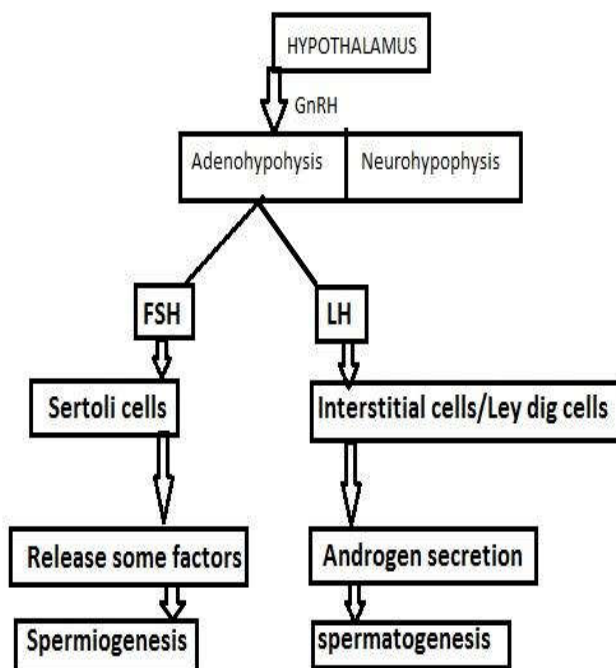 HYPOTHALAMUS
GnRH
Adenohypohysis
Neurohypophysis
FSH
LH
Sertoli cells
Interstitial cells/Ley dig cells
Release some factors
Androgen secretion
Spermiogenesis
spermatogenesis